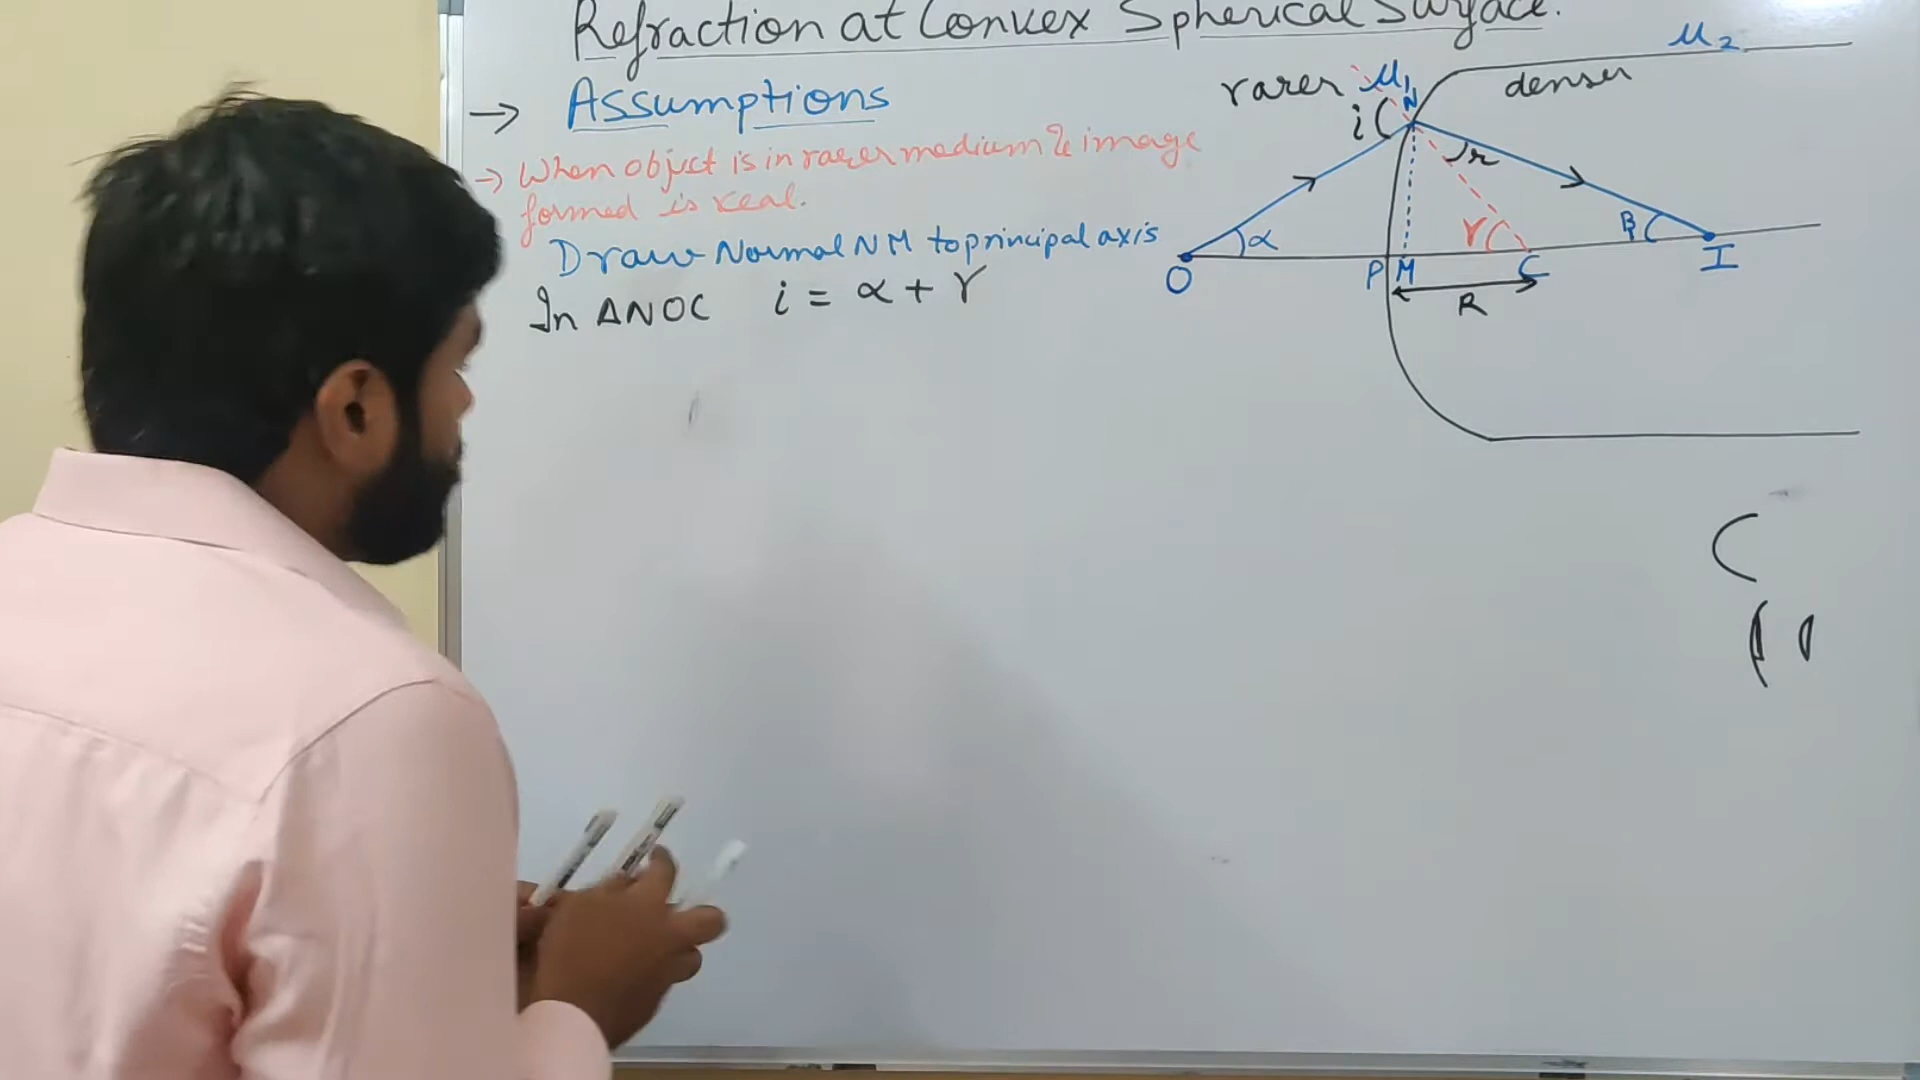 Refraction at Convex Spherical Surface.
→ Assumptions
→ When object is in rarer medium & image
formed is real.
Draw Normal NM to principal axis
In ΔNOC i = α + γ
μ2
rarer μ1
denser
N
i
r
α
γ
β
O
P M
C
I
R